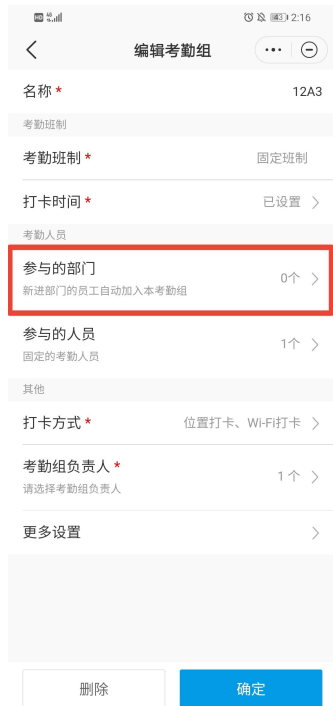 HD 4G 43 2:16
编辑考勤组
名称 * 12A3
考勤班制
考勤班制 * 固定班制
打卡时间 * 已设置
考勤人员
参与的部门 0个
新进部门的员工自动加入本考勤组
参与的人员 1个
固定的考勤人员
其他
打卡方式 * 位置打卡、Wi-Fi打卡
考勤组负责人 * 1个
请选择考勤组负责人
更多设置
删除 确定